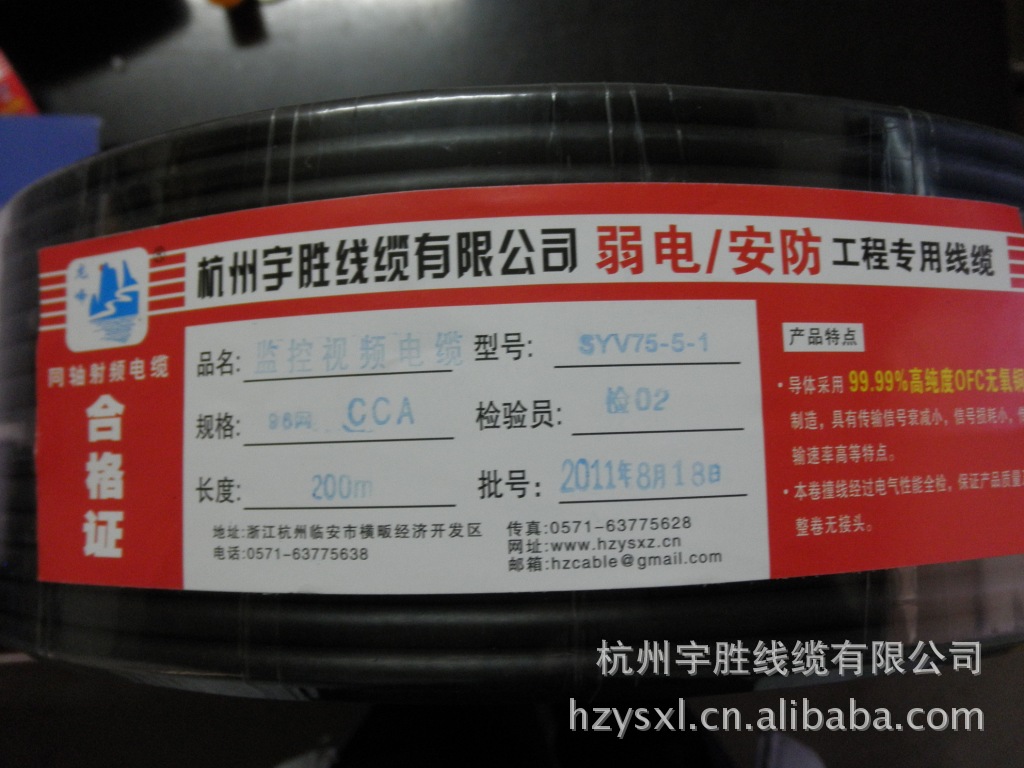 杭州宇胜线缆有限公司 弱电/安防 工程专用线缆
同轴射频电缆
合格证
品名: 监控视频电缆 型号: SYV75-5-1
规格: 96网 CCA 检验员: 检02
长度: 200m 批号: 2011年8月18日
地址:浙江杭州临安市横畈经济开发区
电话:0571-63775638
传真:0571-63775628
网址:www.hzysxz.cn
邮箱:hzcable@gmail.com
产品特点
·导体采用 99.99%高纯度OFC无氧铜
制造，具有传输信号衰减小，信号损耗小，
输速率高等特点。
·本卷撞线经过电气性能全检，保证产品质量
整卷无接头。
杭州宇胜线缆有限公司
hzysxl.cn.alibaba.com